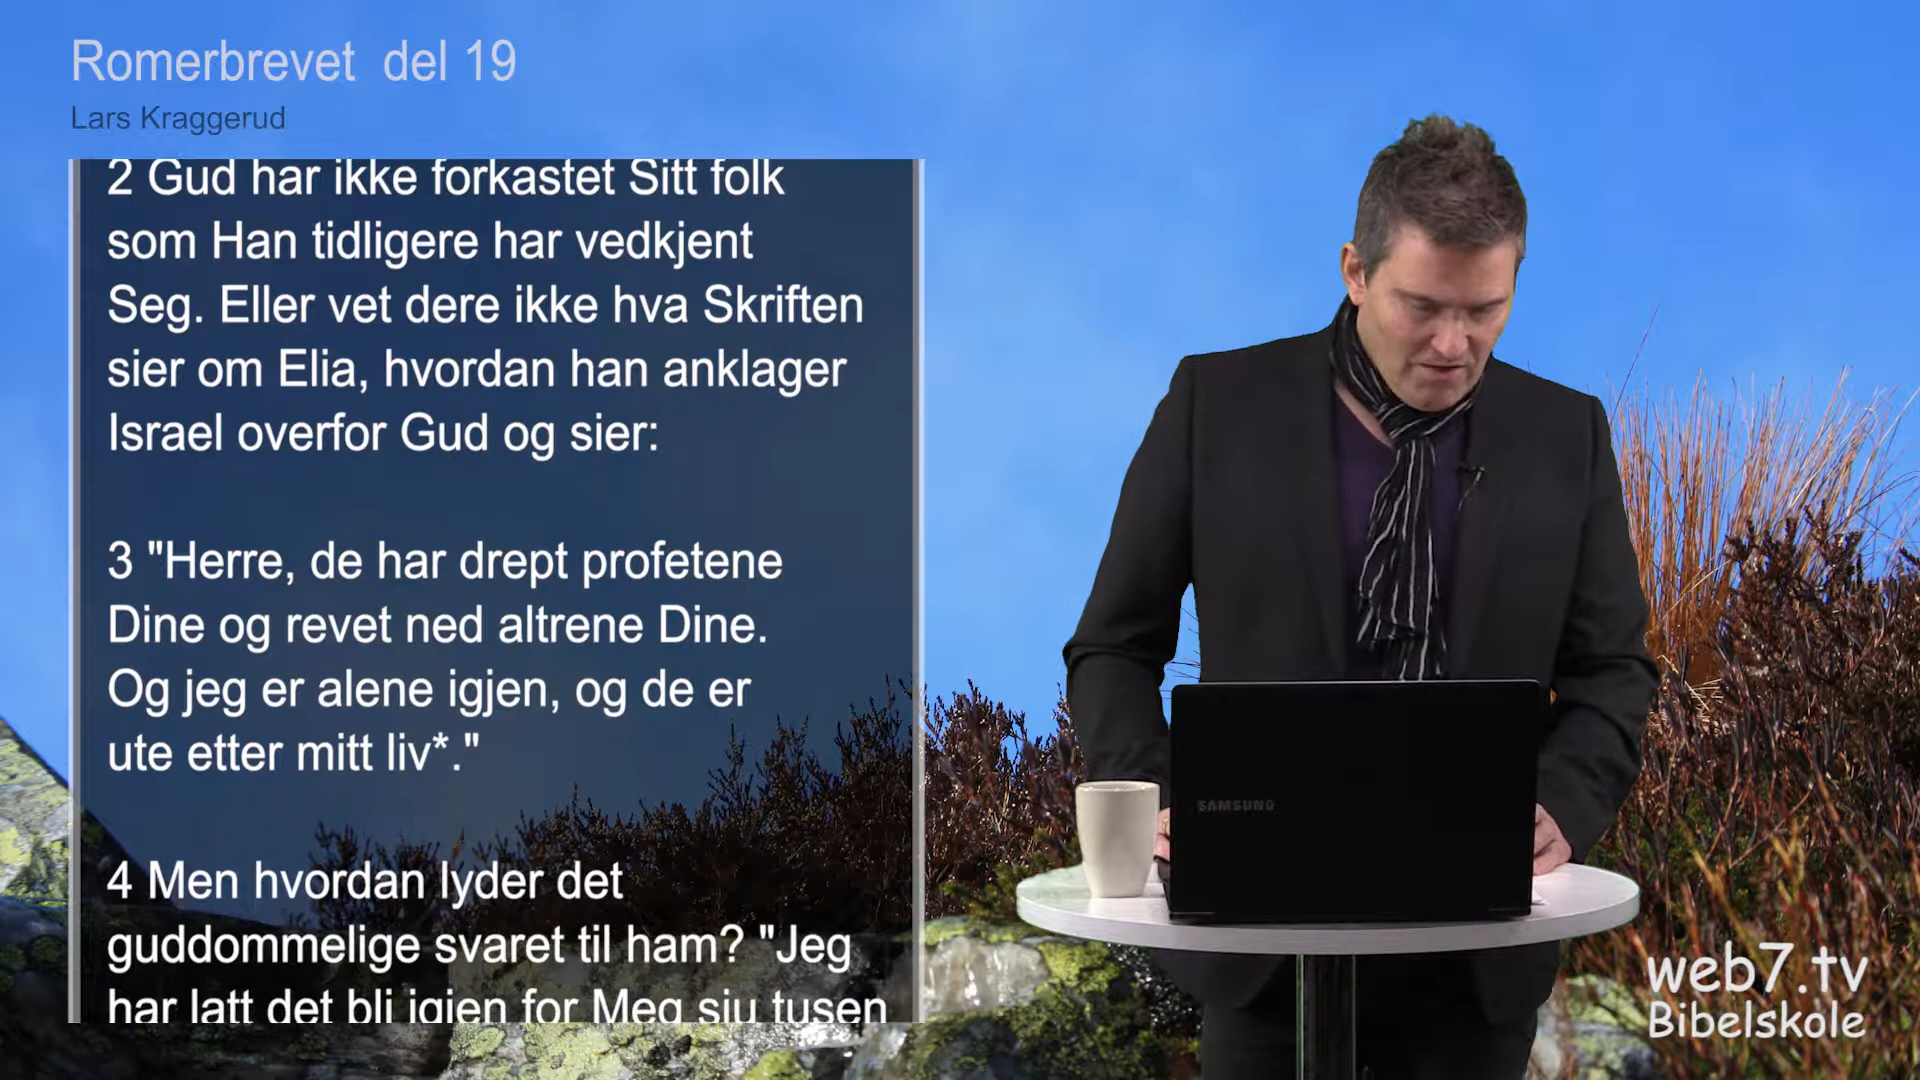 Romerbrevet del 19
Lars Kraggerud
2 Gud har ikke forkastet Sitt folk
som Han tidligere har vedkjent
Seg. Eller vet dere ikke hva Skriften
sier om Elia, hvordan han anklager
Israel overfor Gud og sier:
3 "Herre, de har drept profetene
Dine og revet ned altrene Dine.
Og jeg er alene igjen, og de er
ute etter mitt liv*."
4 Men hvordan lyder det
guddommelige svaret til ham? "Jeg
har latt det bli igjen for Meg sju tusen
SAMSUNG
web7.tv
Bibelskole